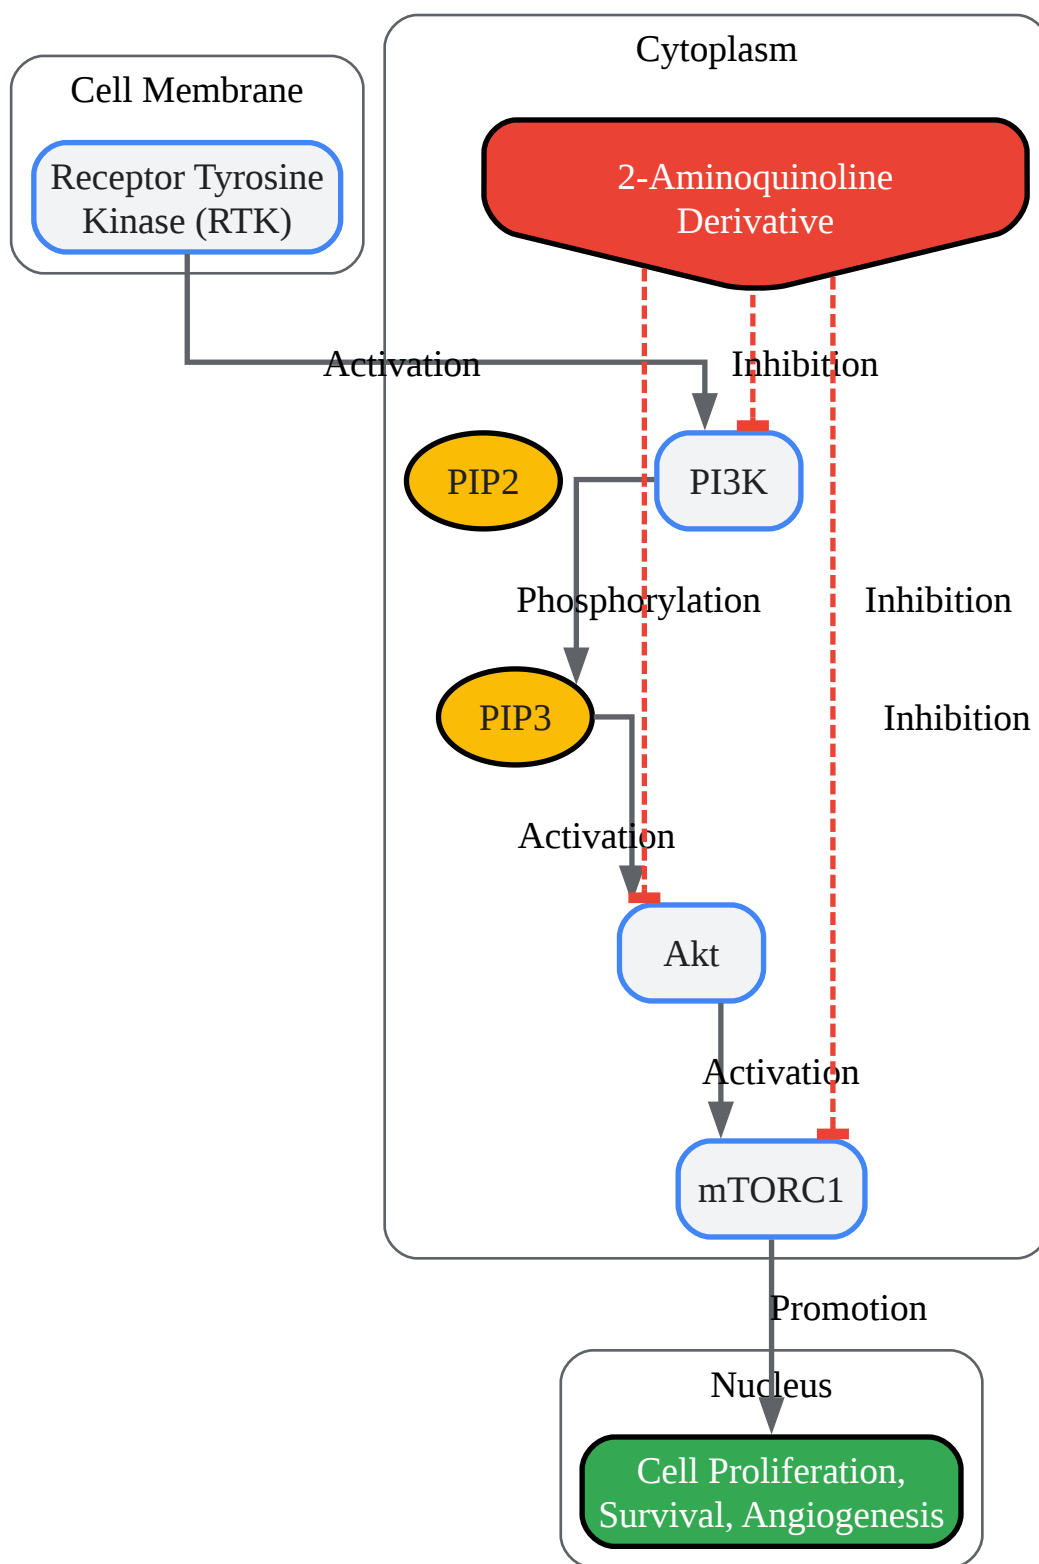 Cytoplasm
Cell Membrane
Receptor Tyrosine
Kinase (RTK)
2-Aminoquinoline
Derivative
Activation
Inhibition
PIP2
PI3K
Phosphorylation
Inhibition
PIP3
Inhibition
Activation
Akt
Activation
mTORC1
Promotion
Nucleus
Cell Proliferation,
Survival, Angiogenesis